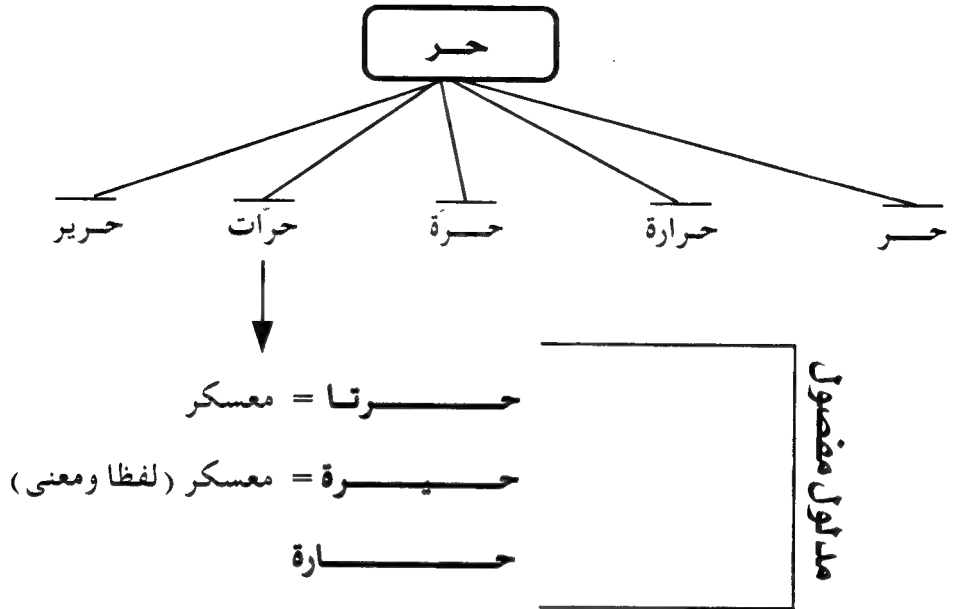 حر
حر
حرارة
حرّة
حرّات
حرير
حرتا = معسكر
حيرة = معسكر (لفظا ومعنى)
حارة
مدلول مفصول